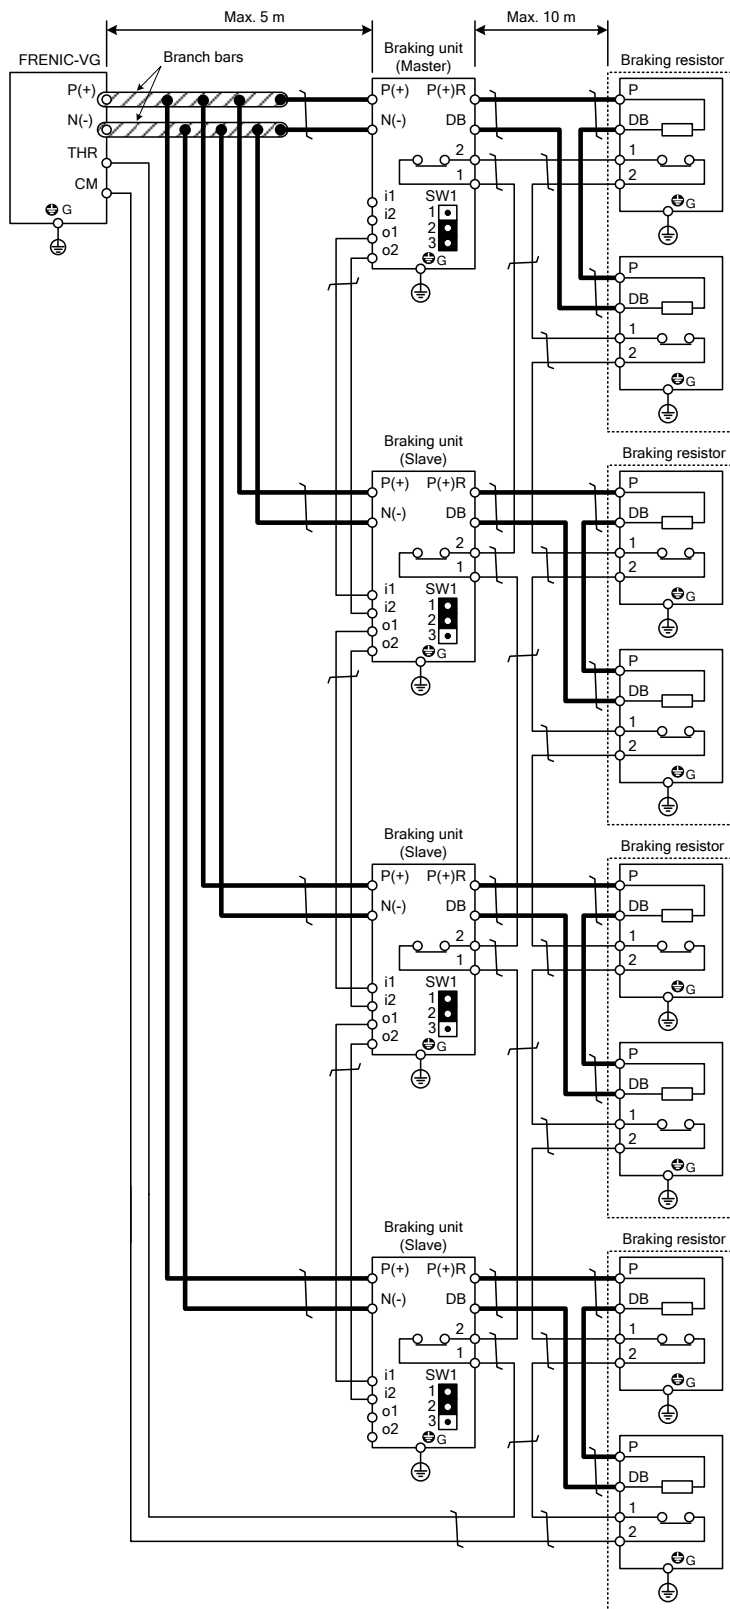 Max. 5 m
Max. 10 m
FRENIC-VG
Branch bars
P(+)
N(-)
THR
CM
G
Braking unit
(Master)
P(+) P(+)R
N(-) DB
2
1
i1
i2
o1
o2
SW1
1
2
3
G
Braking resistor
P
DB
1
2
G
P
DB
1
2
G
Braking unit
(Slave)
P(+) P(+)R
N(-) DB
2
1
i1
i2
o1
o2
SW1
1
2
3
G
Braking resistor
P
DB
1
2
G
P
DB
1
2
G
Braking unit
(Slave)
P(+) P(+)R
N(-) DB
2
1
i1
i2
o1
o2
SW1
1
2
3
G
Braking resistor
P
DB
1
2
G
P
DB
1
2
G
Braking unit
(Slave)
P(+) P(+)R
N(-) DB
2
1
i1
i2
o1
o2
SW1
1
2
3
G
Braking resistor
P
DB
1
2
G
P
DB
1
2
G